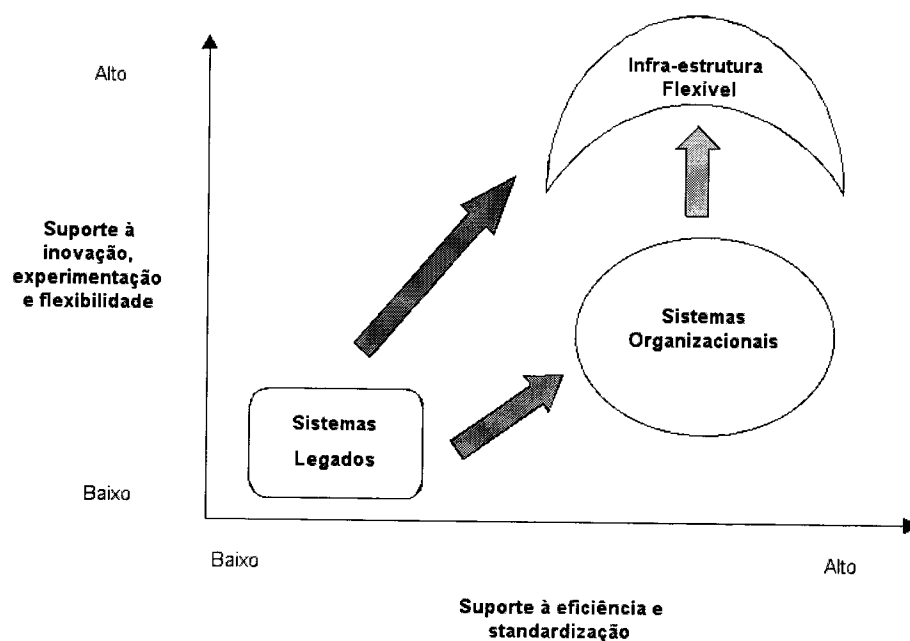 Alto
Infra-estrutura
Flexível
Suporte à
inovação,
experimentação
e flexibilidade
Sistemas
Organizacionais
Sistemas
Legados
Baixo
Baixo
Alto
Suporte à eficiência e
standardização